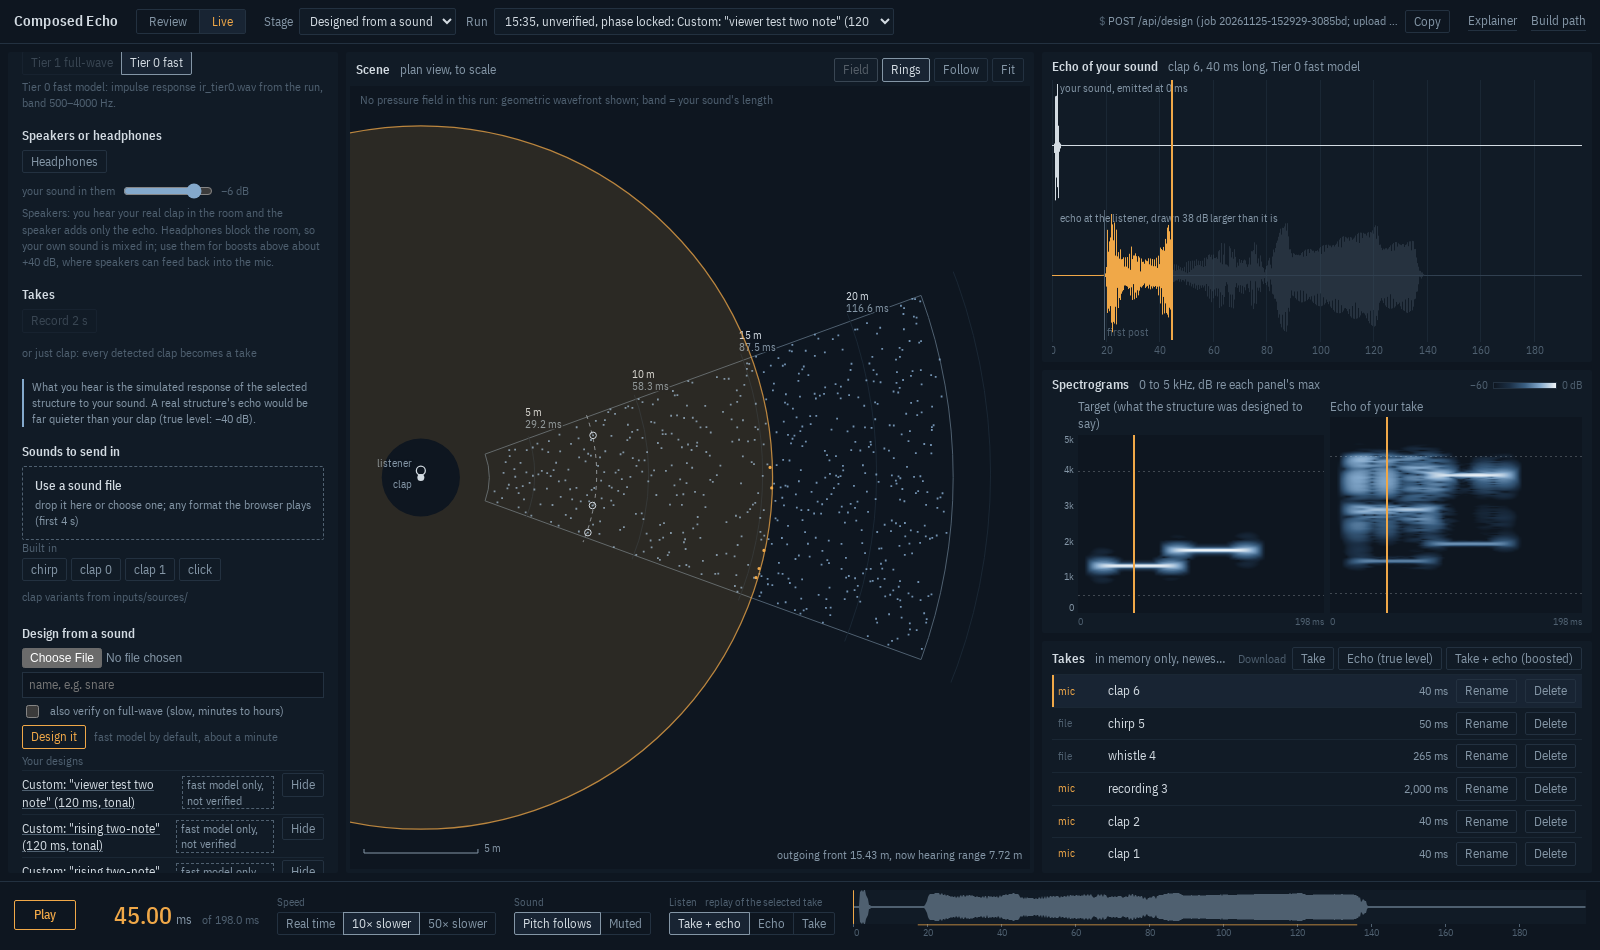 Composed Echo
Review
Live
Stage
Designed from a sound
Run
15:35, unverified, phase locked: Custom: "viewer test two note" (120
$ POST /api/design (job 20261125-152929-3085bd; upload ...
Copy
Explainer
Build path
Tier 1 full-wave
Tier 0 fast
Tier 0 fast model: impulse response ir_tier0.wav from the run,
band 500–4000 Hz.
Speakers or headphones
Headphones
your sound in them
−6 dB
Speakers: you hear your real clap in the room and the
speaker adds only the echo. Headphones block the room, so
your own sound is mixed in; use them for boosts above about
+40 dB, where speakers can feed back into the mic.
Takes
Record 2 s
or just clap: every detected clap becomes a take
What you hear is the simulated response of the selected
structure to your sound. A real structure's echo would be
far quieter than your clap (true level: −40 dB).
Sounds to send in
Use a sound file
drop it here or choose one; any format the browser plays
(first 4 s)
Built in
chirp
clap 0
clap 1
click
clap variants from inputs/sources/
Design from a sound
Choose File
No file chosen
name, e.g. snare
also verify on full-wave (slow, minutes to hours)
Design it
fast model by default, about a minute
Your designs
Custom: "viewer test two
note" (120 ms, tonal)
fast model only,
not verified
Hide
Custom: "rising two-note"
(120 ms, tonal)
fast model only,
not verified
Hide
Custom: "rising two-note"
fast model only,
Hide
Scene
plan view, to scale
Field
Rings
Follow
Fit
No pressure field in this run: geometric wavefront shown; band = your sound's length
20 m
116.6 ms
15 m
87.5 ms
10 m
58.3 ms
5 m
29.2 ms
listener
clap
5 m
outgoing front 15.43 m, now hearing range 7.72 m
Echo of your sound
clap 6, 40 ms long, Tier 0 fast model
your sound, emitted at 0 ms
echo at the listener, drawn 38 dB larger than it is
first post
0
20
40
60
80
100
120
140
160
180
Spectrograms
0 to 5 kHz, dB re each panel's max
−60
0 dB
Target (what the structure was designed to
say)
Echo of your take
5k
4k
3k
2k
1k
0
0
198 ms
0
198 ms
Takes
in memory only, newes...
Download
Take
Echo (true level)
Take + echo (boosted)
mic
clap 6
40 ms
Rename
Delete
file
chirp 5
50 ms
Rename
Delete
file
whistle 4
265 ms
Rename
Delete
mic
recording 3
2,000 ms
Rename
Delete
mic
clap 2
40 ms
Rename
Delete
mic
clap 1
40 ms
Rename
Delete
Play
45.00 ms
of 198.0 ms
Speed
Real time
10× slower
50× slower
Sound
Pitch follows
Muted
Listen
replay of the selected take
Take + echo
Echo
Take
0
20
40
60
80
100
120
140
160
180